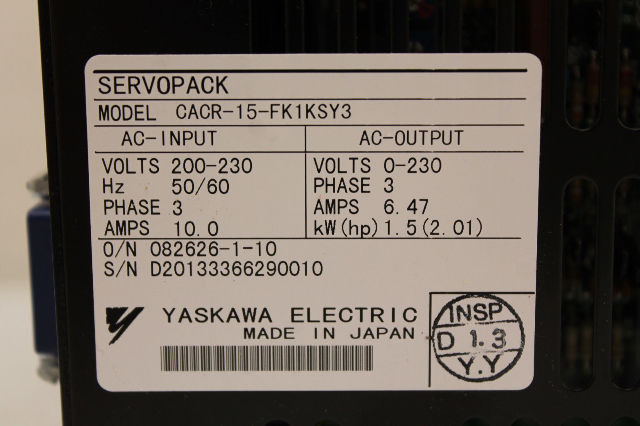 SERVOPACK
MODEL CACR-15-FK1KSY3
AC-INPUT AC-OUTPUT
VOLTS 200-230 VOLTS 0-230
Hz 50/60 PHASE 3
PHASE 3 AMPS 6.47
AMPS 10.0 kW(hp) 1.5(2.01)
O/N 082626-1-10
S/N D20133366290010
YASKAWA ELECTRIC
MADE IN JAPAN
INSP
D 1.3
Y.Y